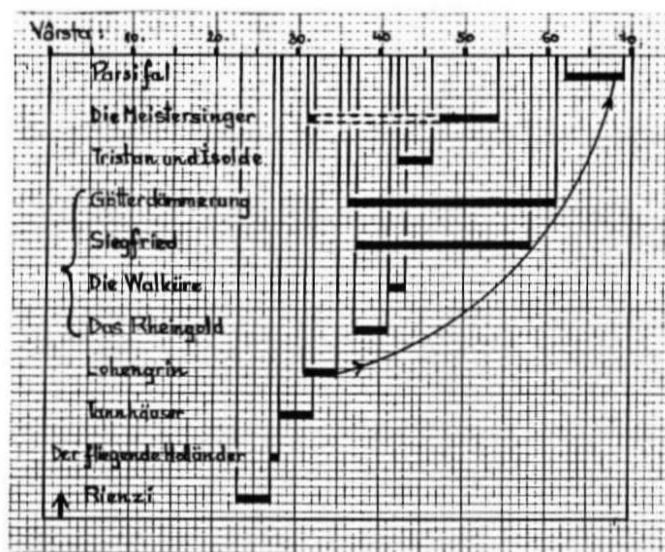 Vårsta:
10. 20. 30. 40 50 60 70
Parsifal
Die Meistersinger
Tristan und Isolde
Götterdämmerung
Siegfried
Die Walküre
Das Rheingold
Lohengrin
Tannhäuser
Der fliegende Holländer
Rienzi